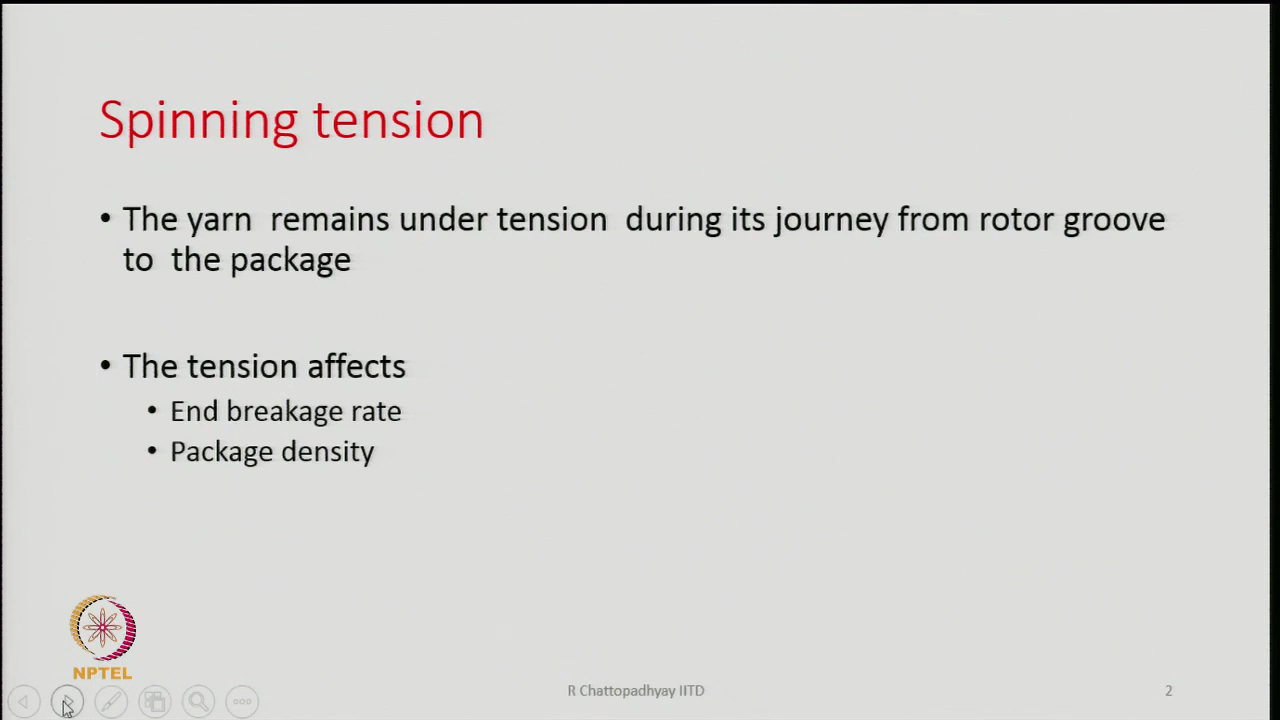 Spinning tension
• The yarn remains under tension during its journey from rotor groove
to the package
• The tension affects
• End breakage rate
• Package density
NPTEL
R Chattopadhyay IITD
2